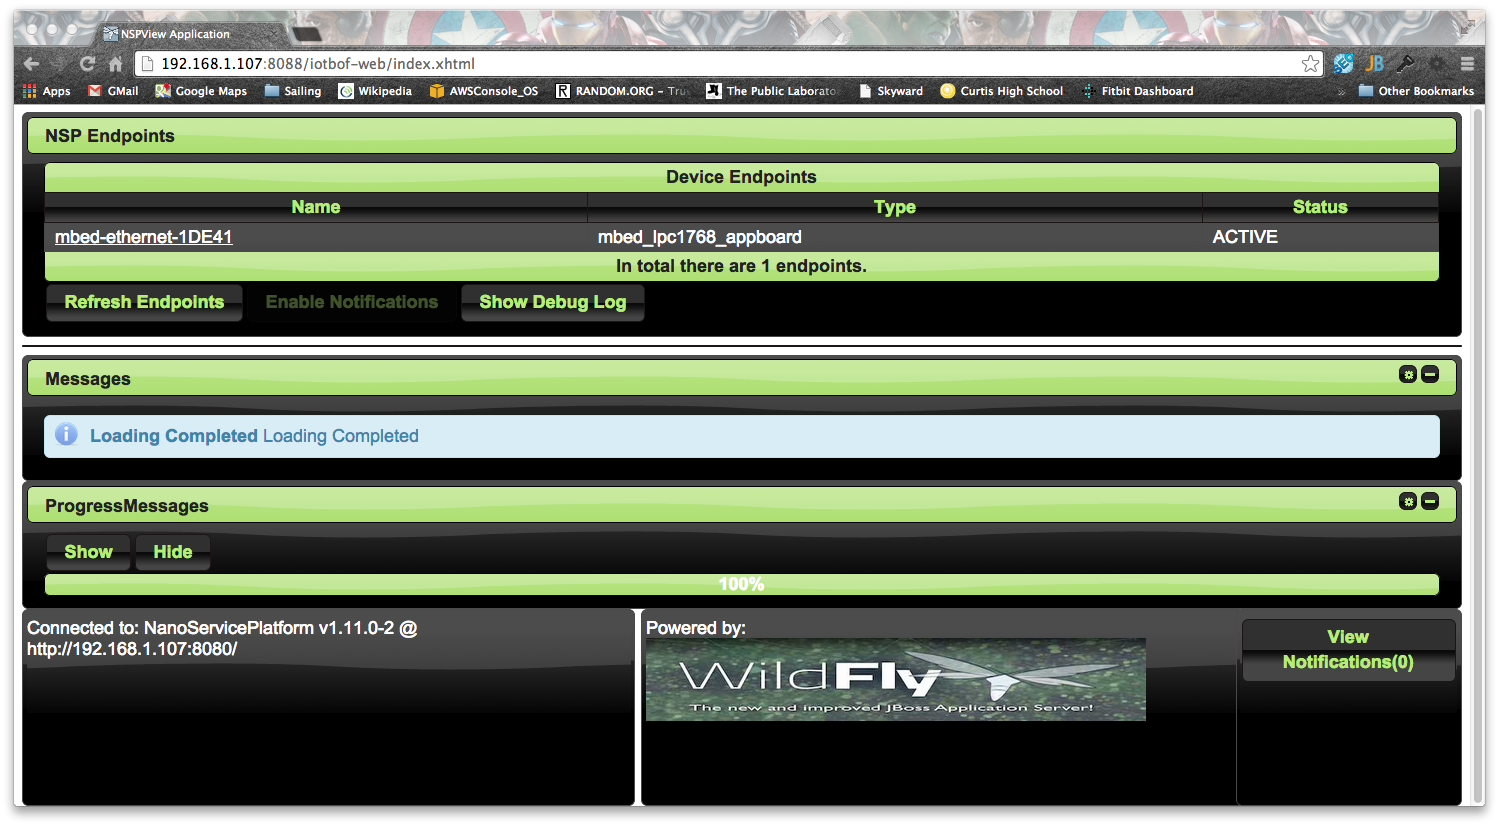 NSPView Application
192.168.1.107:8088/iotbof-web/index.xhtml
Apps GMail Google Maps Sailing Wikipedia AWSConsole_OS RANDOM.ORG – Tru The Public Laborato Skyward Curtis High School Fitbit Dashboard » Other Bookmarks
NSP Endpoints
Device Endpoints
Name Type Status
mbed-ethernet-1DE41 mbed_lpc1768_appboard ACTIVE
In total there are 1 endpoints.
Refresh Endpoints Enable Notifications Show Debug Log
Messages
Loading Completed Loading Completed
ProgressMessages
Show Hide
100%
Connected to: NanoServicePlatform v1.11.0-2 @
http://192.168.1.107:8080/
Powered by:
WildFly
The new and improved JBoss Application Server!
View
Notifications(0)